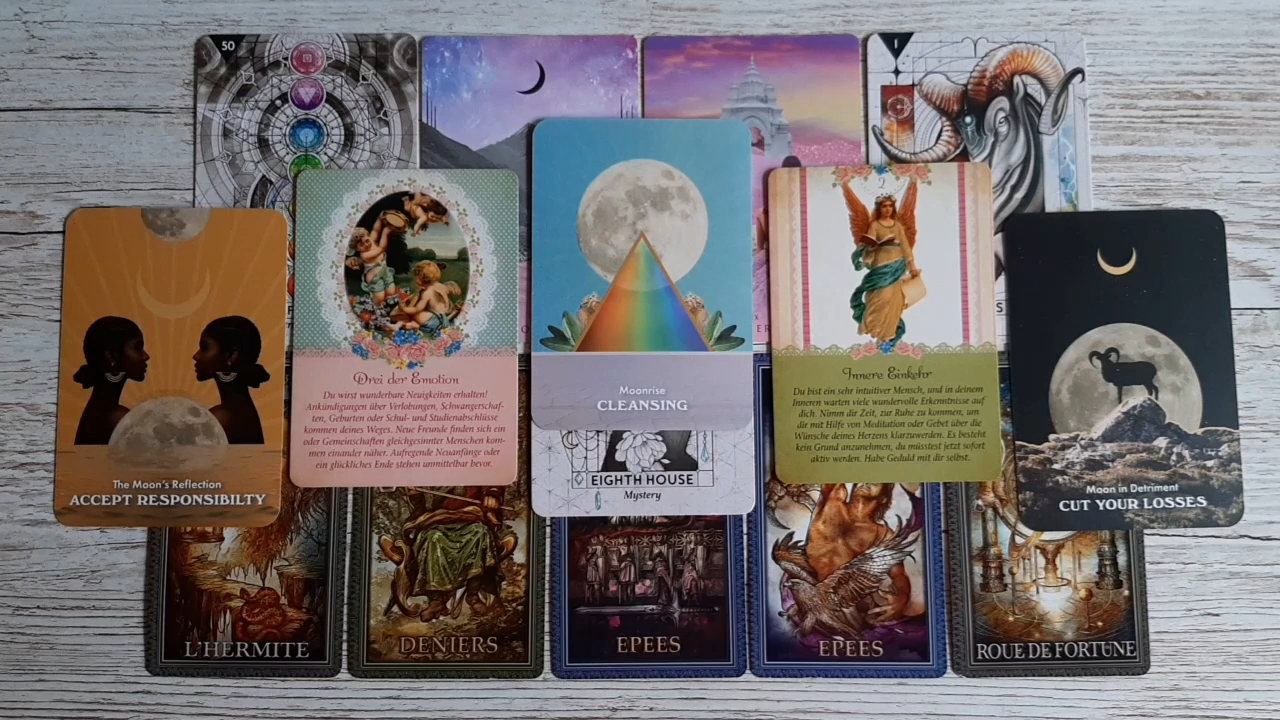 50
I
The Moon's Reflection
ACCEPT RESPONSIBILTY
Drei der Emotion
Du wirst wunderbare Neuigkeiten erhalten!
Ankündigungen über Verlobungen, Schwangerschaf-
ten, Geburten oder Schul- und Studienabschlüsse
kommen deines Weges. Neue Freunde finden sich ein
oder Gemeinschaften gleichgesinnter Menschen kom-
men einander näher. Aufregende Neuanfänge oder
ein glückliches Ende stehen unmittelbar bevor.
Moonrise
CLEANSING
EIGHTH HOUSE
Mystery
2
Innere Einkehr
Du bist ein sehr intuitiver Mensch, und in deinem
Inneren warten viele wundervolle Erkenntnisse auf
dich. Nimm dir Zeit, zur Ruhe zu kommen, um
dir mit Hilfe von Meditation oder Gebet über die
Wünsche deines Herzens klarzuwerden. Es besteht
kein Grund anzunehmen, du müsstest jetzt sofort
aktiv werden. Habe Geduld mit dir selbst.
Moon in Detriment
CUT YOUR LOSSES
L'HERMITE
DENIERS
EPEES
EPEES
ROUE DE FORTUNE